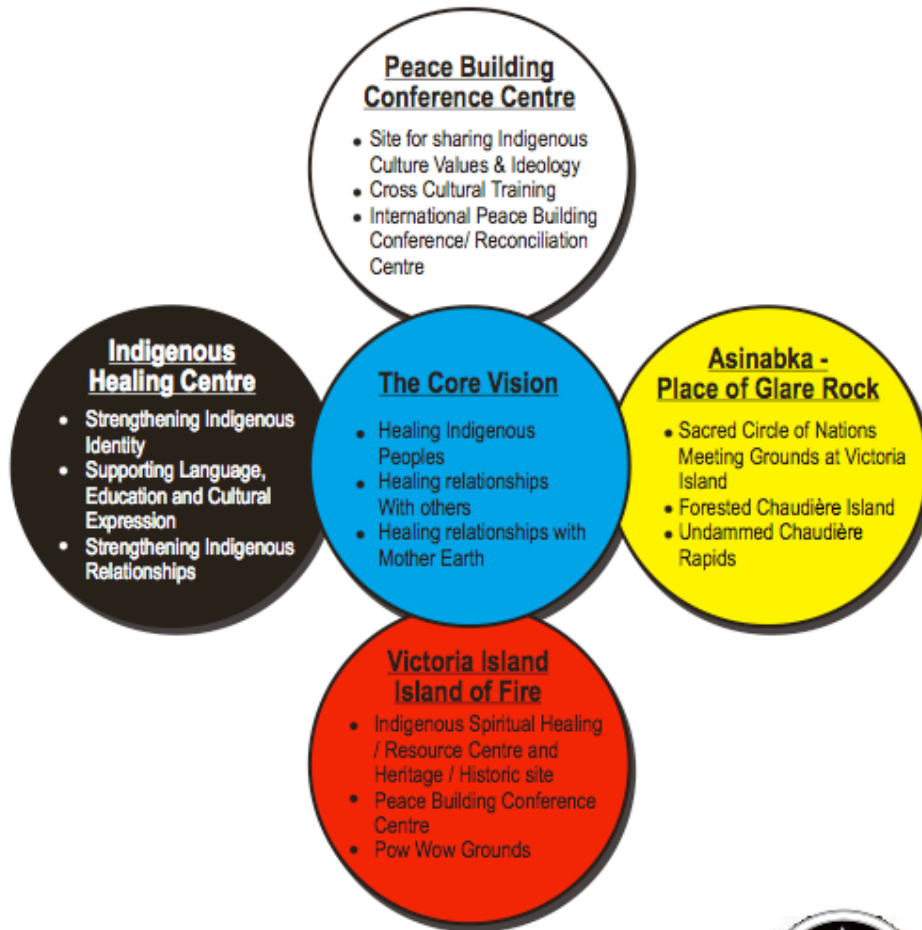 Peace Building
Conference Centre
• Site for sharing Indigenous
Culture Values & Ideology
• Cross Cultural Training
• International Peace Building
Conference/ Reconciliation
Centre
Indigenous
Healing Centre
• Strengthening Indigenous
Identity
• Supporting Language,
Education and Cultural
Expression
• Strengthening Indigenous
Relationships
The Core Vision
• Healing Indigenous
Peoples
• Healing relationships
With others
• Healing relationships with
Mother Earth
Asinabka -
Place of Glare Rock
• Sacred Circle of Nations
Meeting Grounds at Victoria
Island
• Forested Chaudière Island
• Undammed Chaudière
Rapids
Victoria Island
Island of Fire
• Indigenous Spiritual Healing
/ Resource Centre and
Heritage / Historic site
• Peace Building Conference
Centre
• Pow Wow Grounds